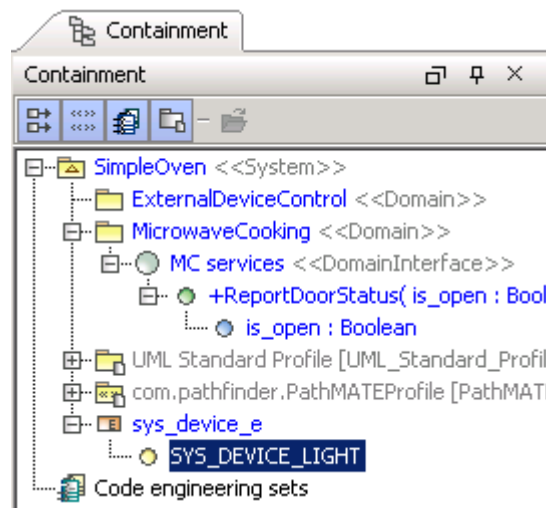 Containment
Containment
SimpleOven <<System>>
ExternalDeviceControl <<Domain>>
MicrowaveCooking <<Domain>>
MC services <<DomainInterface>>
+ReportDoorStatus( is_open : Bool
is_open : Boolean
UML Standard Profile [UML_Standard_Profil
com.pathfinder.PathMATEProfile [PathMAT
sys_device_e
SYS_DEVICE_LIGHT
Code engineering sets